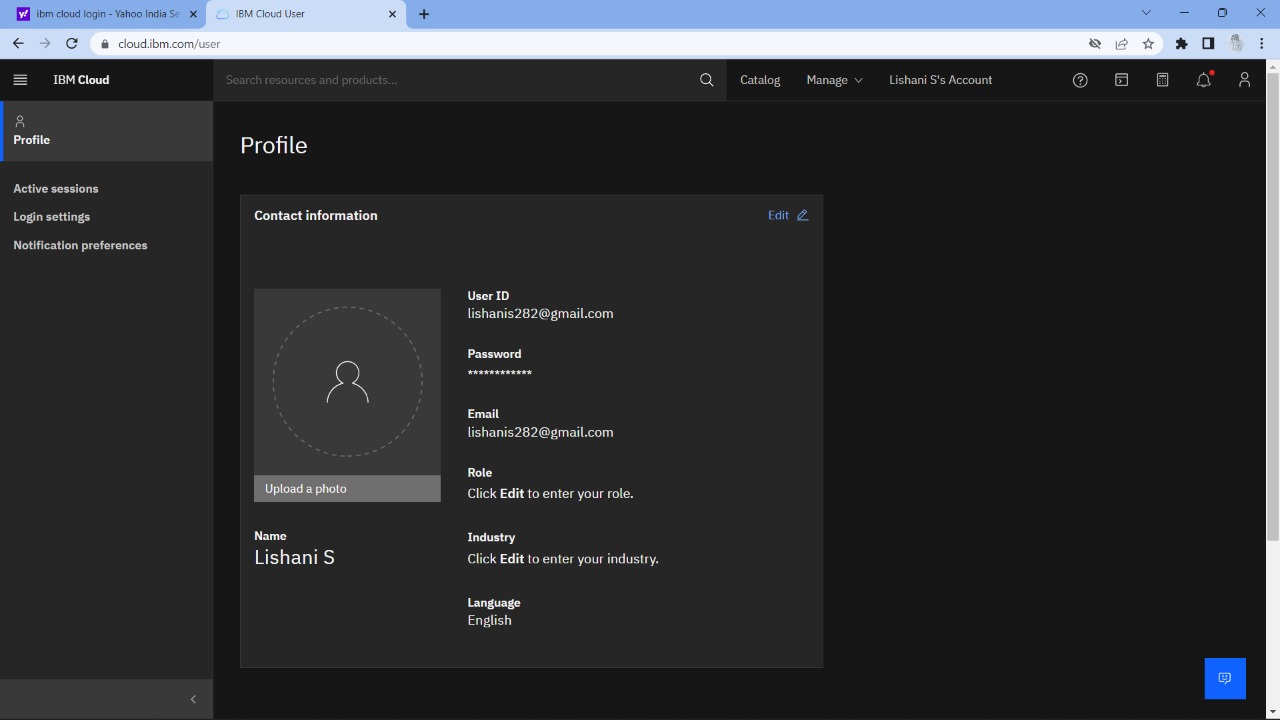 ibm cloud login - Yahoo India Se
IBM Cloud User
cloud.ibm.com/user
IBM Cloud
Search resources and products...
Catalog
Manage
Lishani S's Account
Profile
Active sessions
Login settings
Notification preferences
Profile
Contact information
Edit
Upload a photo
Name
Lishani S
User ID
lishanis282@gmail.com
Password
************
Email
lishanis282@gmail.com
Role
Click Edit to enter your role.
Industry
Click Edit to enter your industry.
Language
English